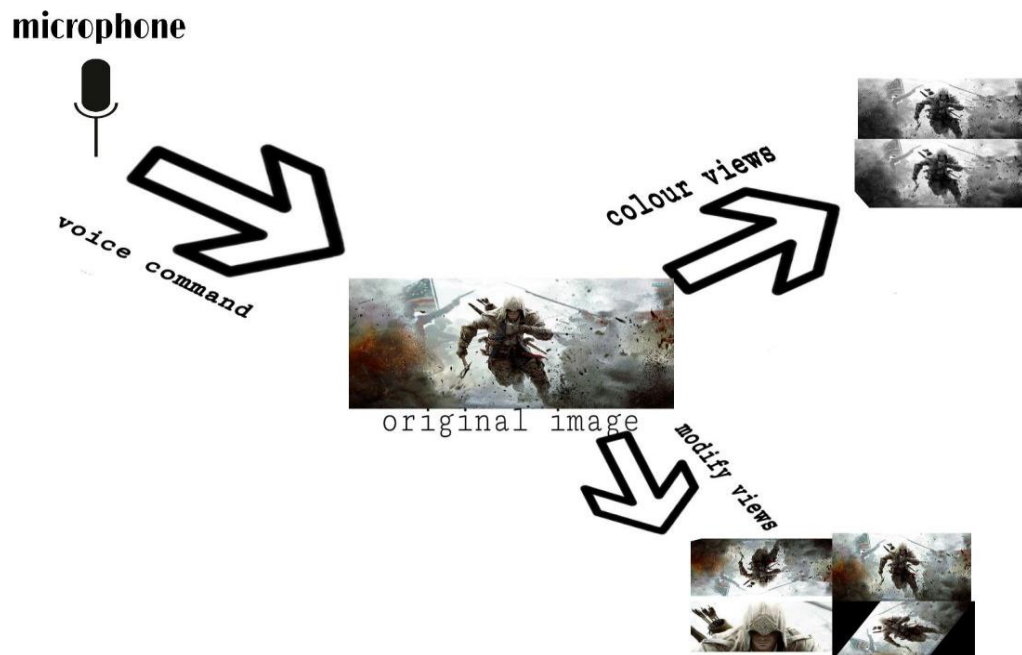 microphone
voice command
colour views
original image
modify views